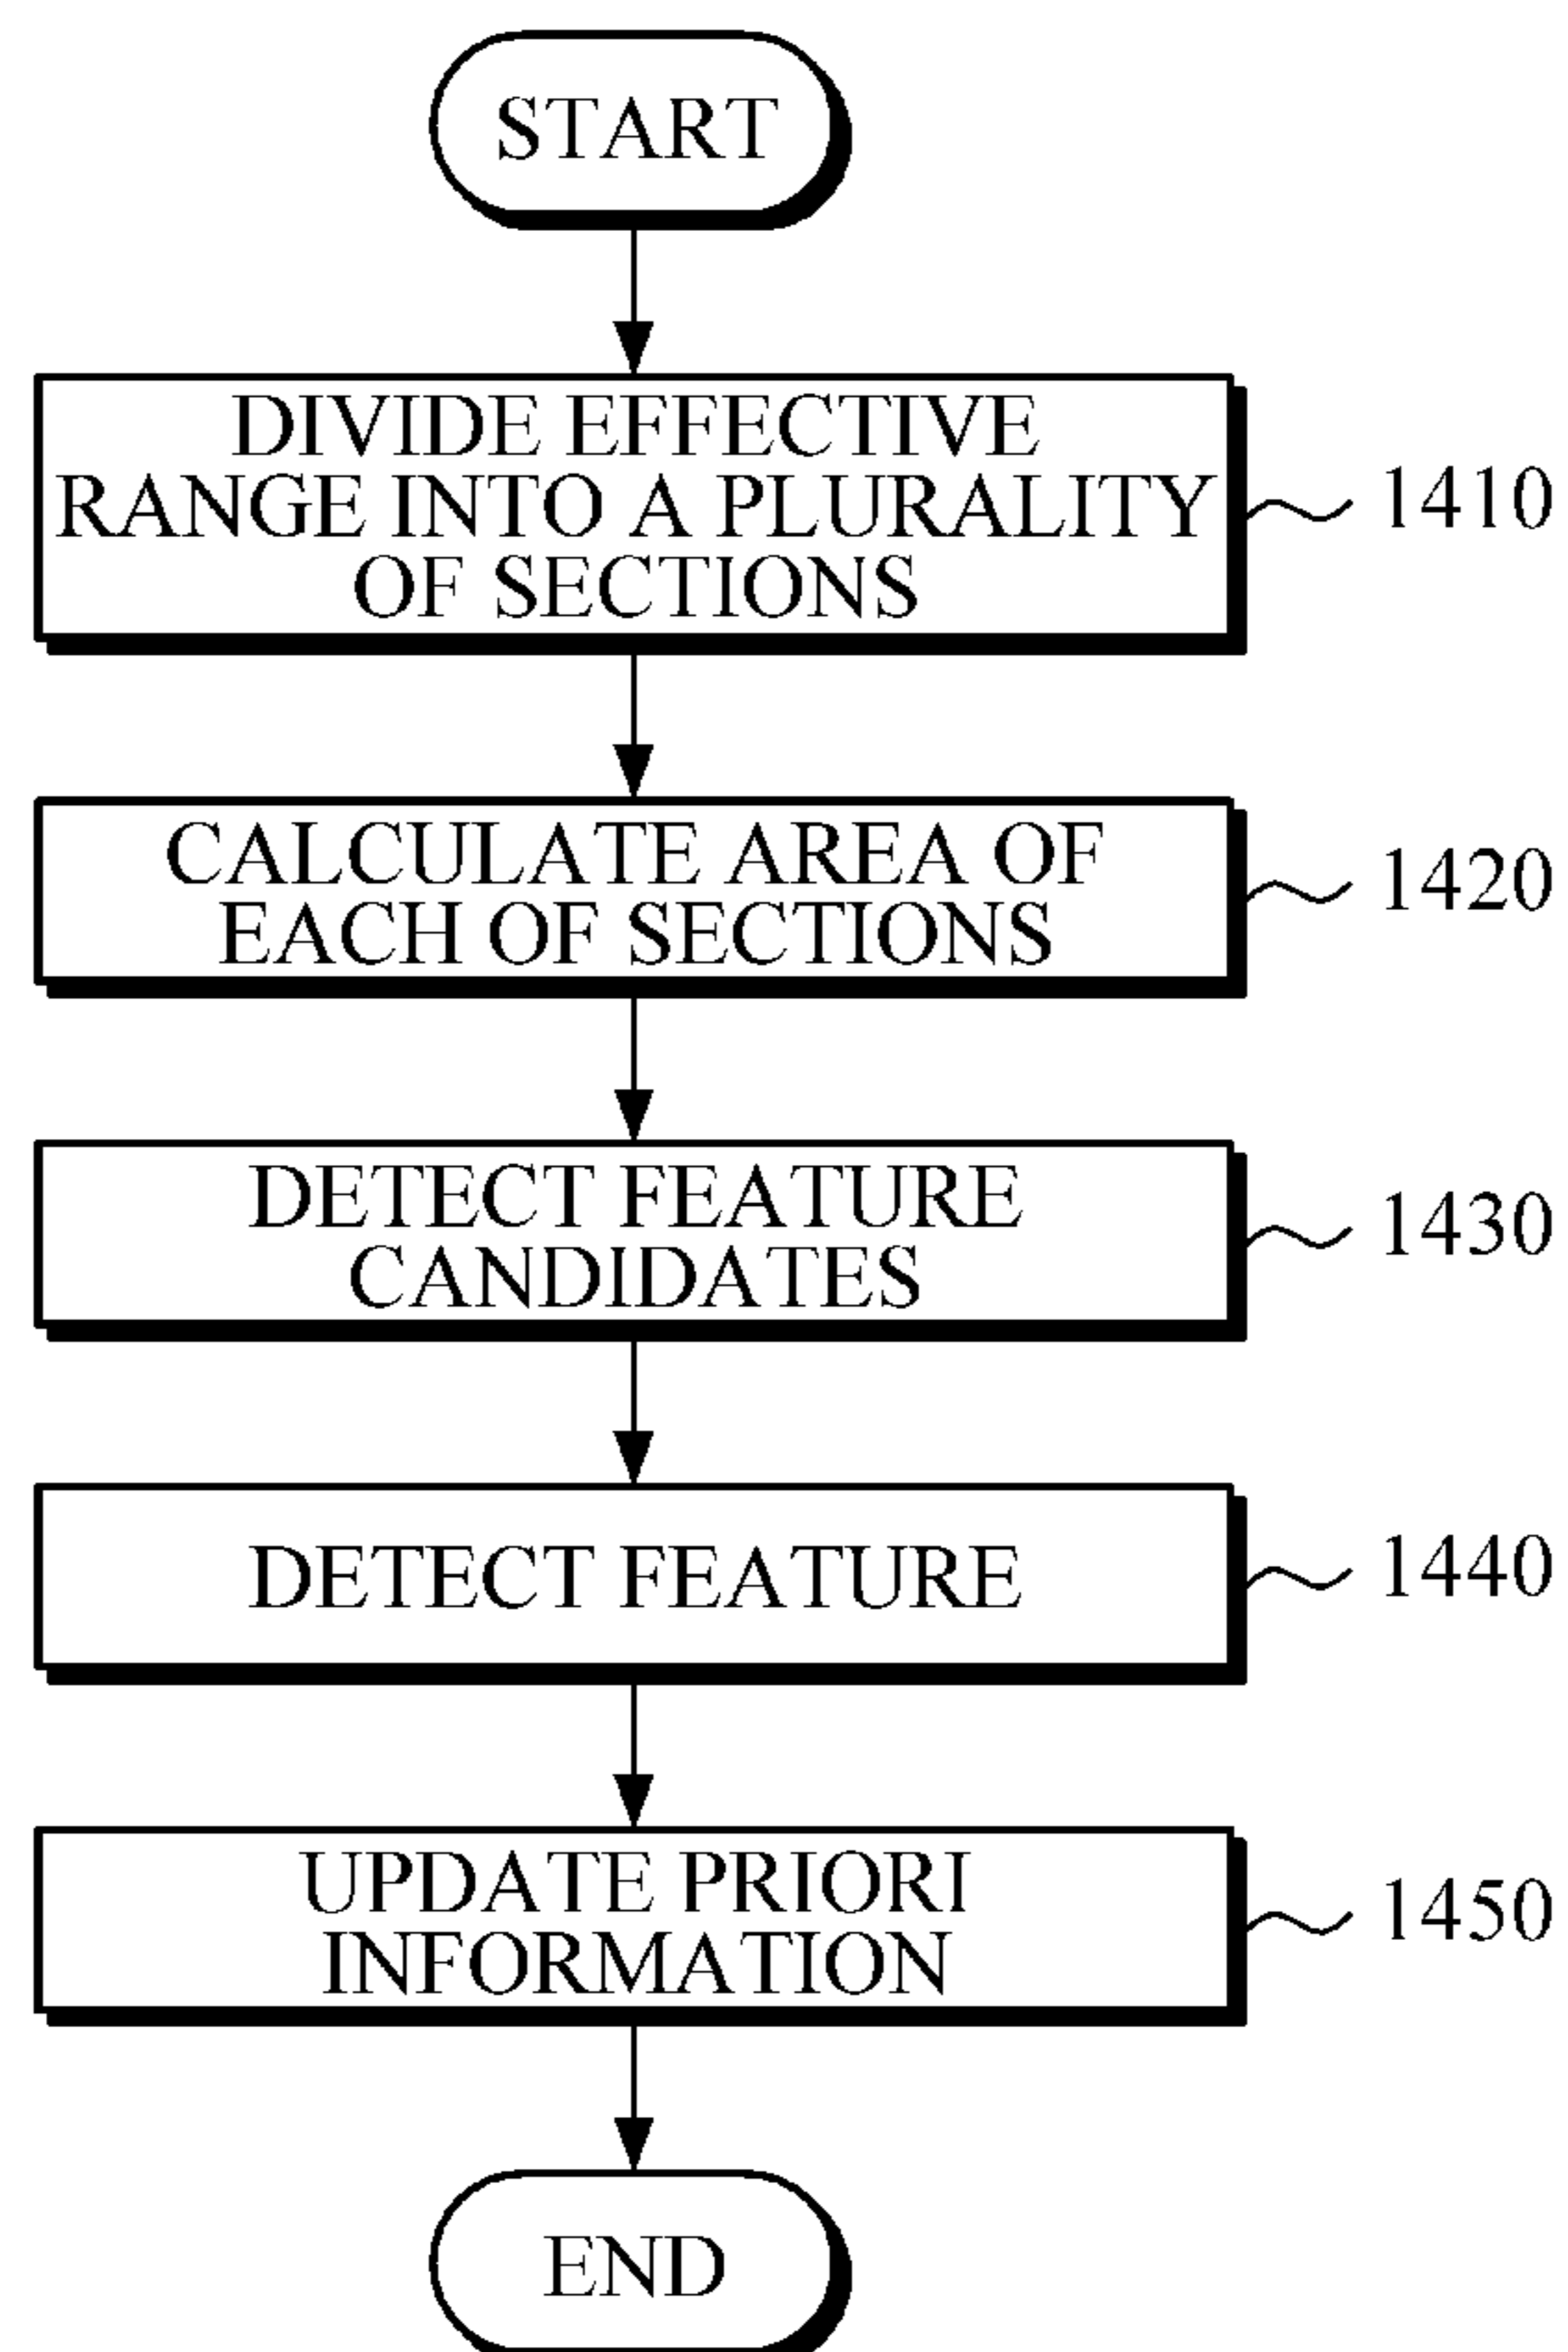 START
DIVIDE EFFECTIVE
RANGE INTO A PLURALITY
OF SECTIONS
1410
CALCULATE AREA OF
EACH OF SECTIONS
1420
DETECT FEATURE
CANDIDATES
1430
DETECT FEATURE
1440
UPDATE PRIORI
INFORMATION
1450
END